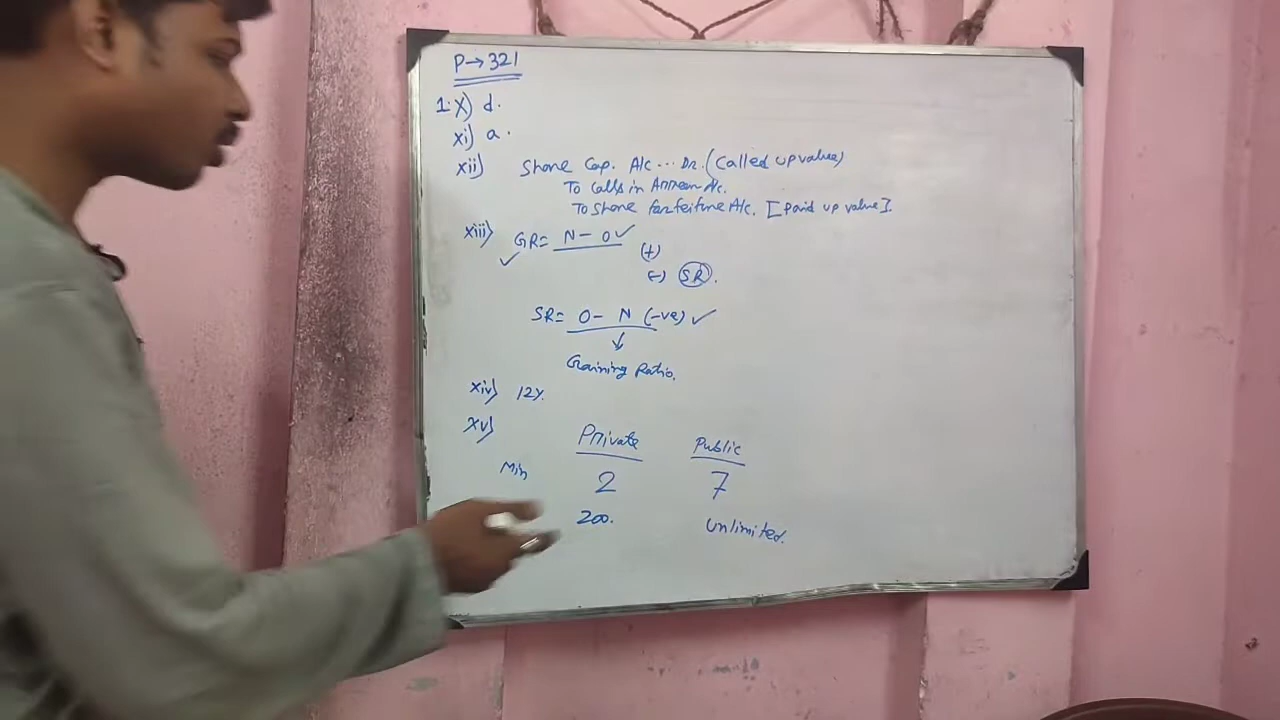 P→321
1. x) d.
xi) a.
xii) Share Cap. A/c ... Dr. (Called up value)
To Calls in Arrear A/c.
To Share forfeiture A/c. [Paid up value].
xiii) GR = N - O ✓
✓ (+)
(-) SR.
SR = O - N (-ve) ✓
↓
Gaining Ratio.
xiv) 12%.
xv) Private Public
Min 2 7
200. Unlimited.